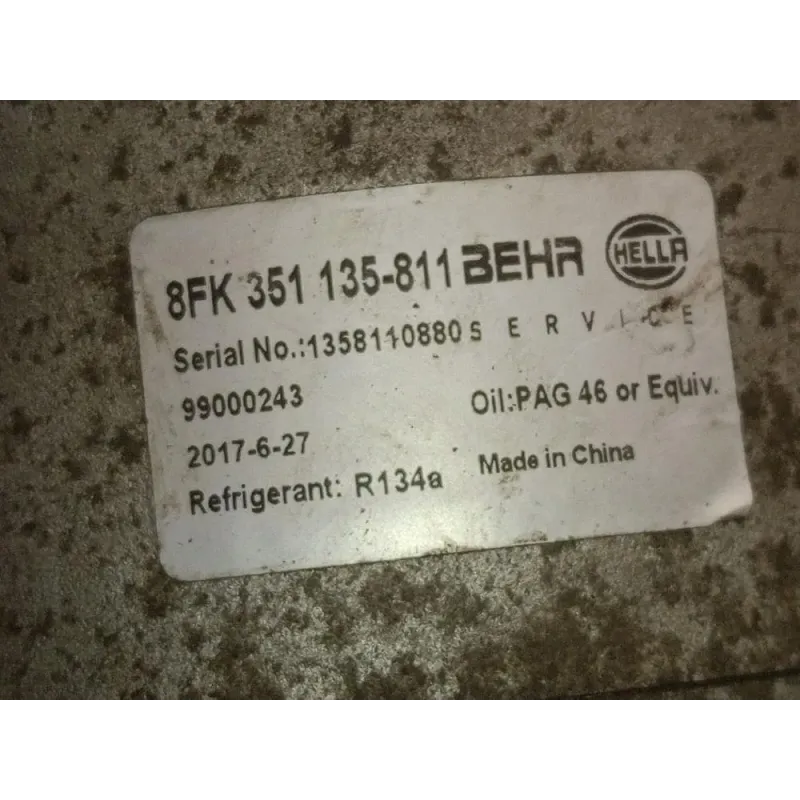 8FK 351 135-811 BEHR HELLA
Serial No.:1358110880 SERVICE
99000243
Oil:PAG 46 or Equiv.
2017-6-27
Made in China
Refrigerant: R134a